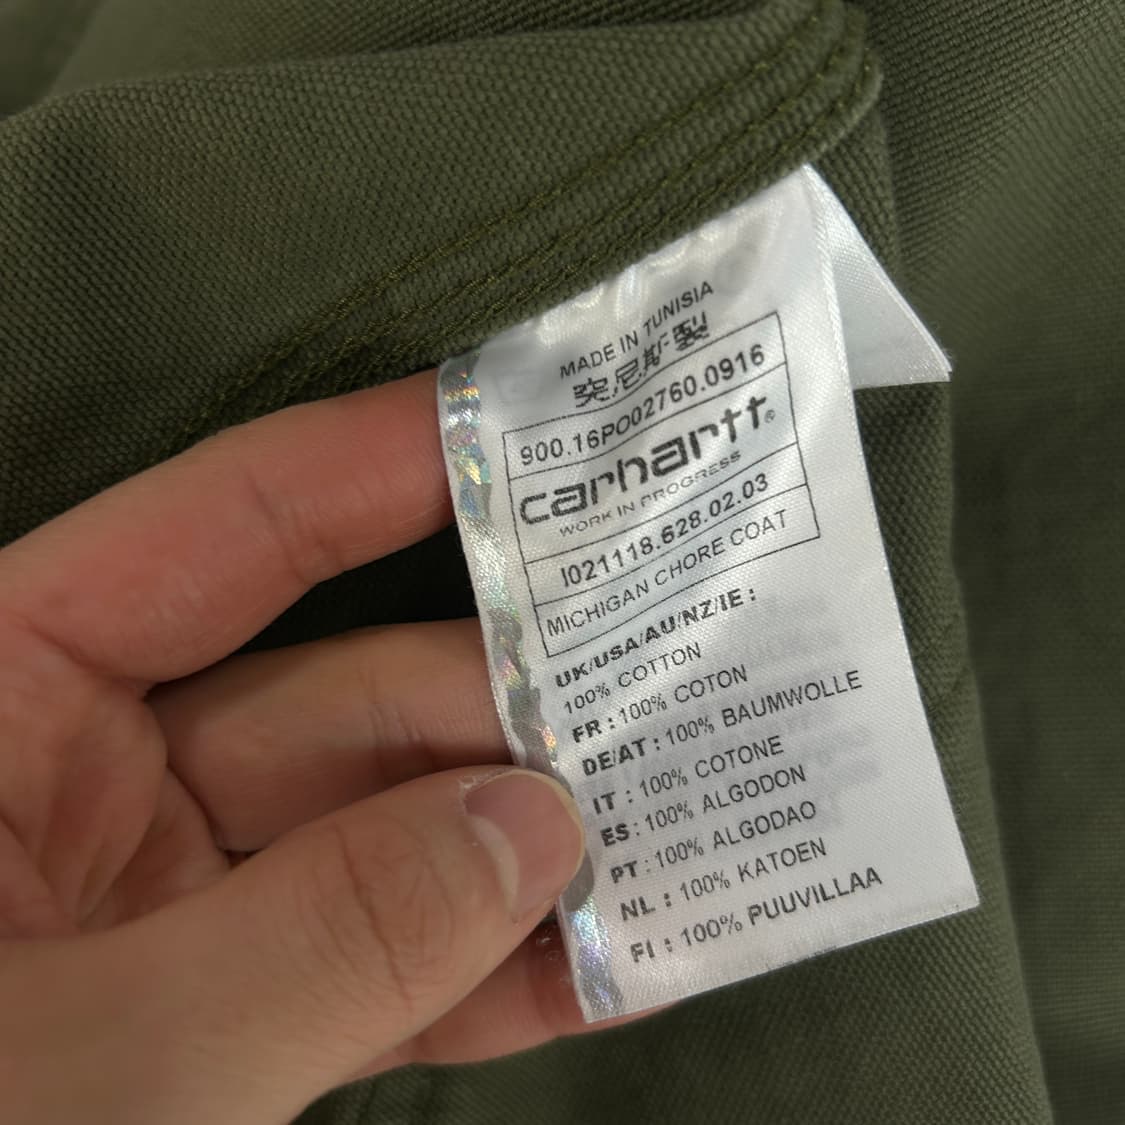 MADE IN TUNISIA
突尼斯製
900.16PO02760.0916
carhartt®
WORK IN PROGRESS
I021118.628.02.03
MICHIGAN CHORE COAT
UK/USA/AU/NZ/IE :
100% COTTON
FR : 100% COTON
DE/AT : 100% BAUMWOLLE
IT : 100% COTONE
ES : 100% ALGODON
PT : 100% ALGODAO
NL : 100% KATOEN
FI : 100% PUUVILLAA